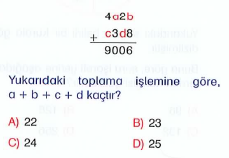 4a2b
+ c3d8
9006
Yukarıdaki toplama işlemine göre,
a + b + c + d kaçtır?
A) 22 B) 23
C) 24 D) 25